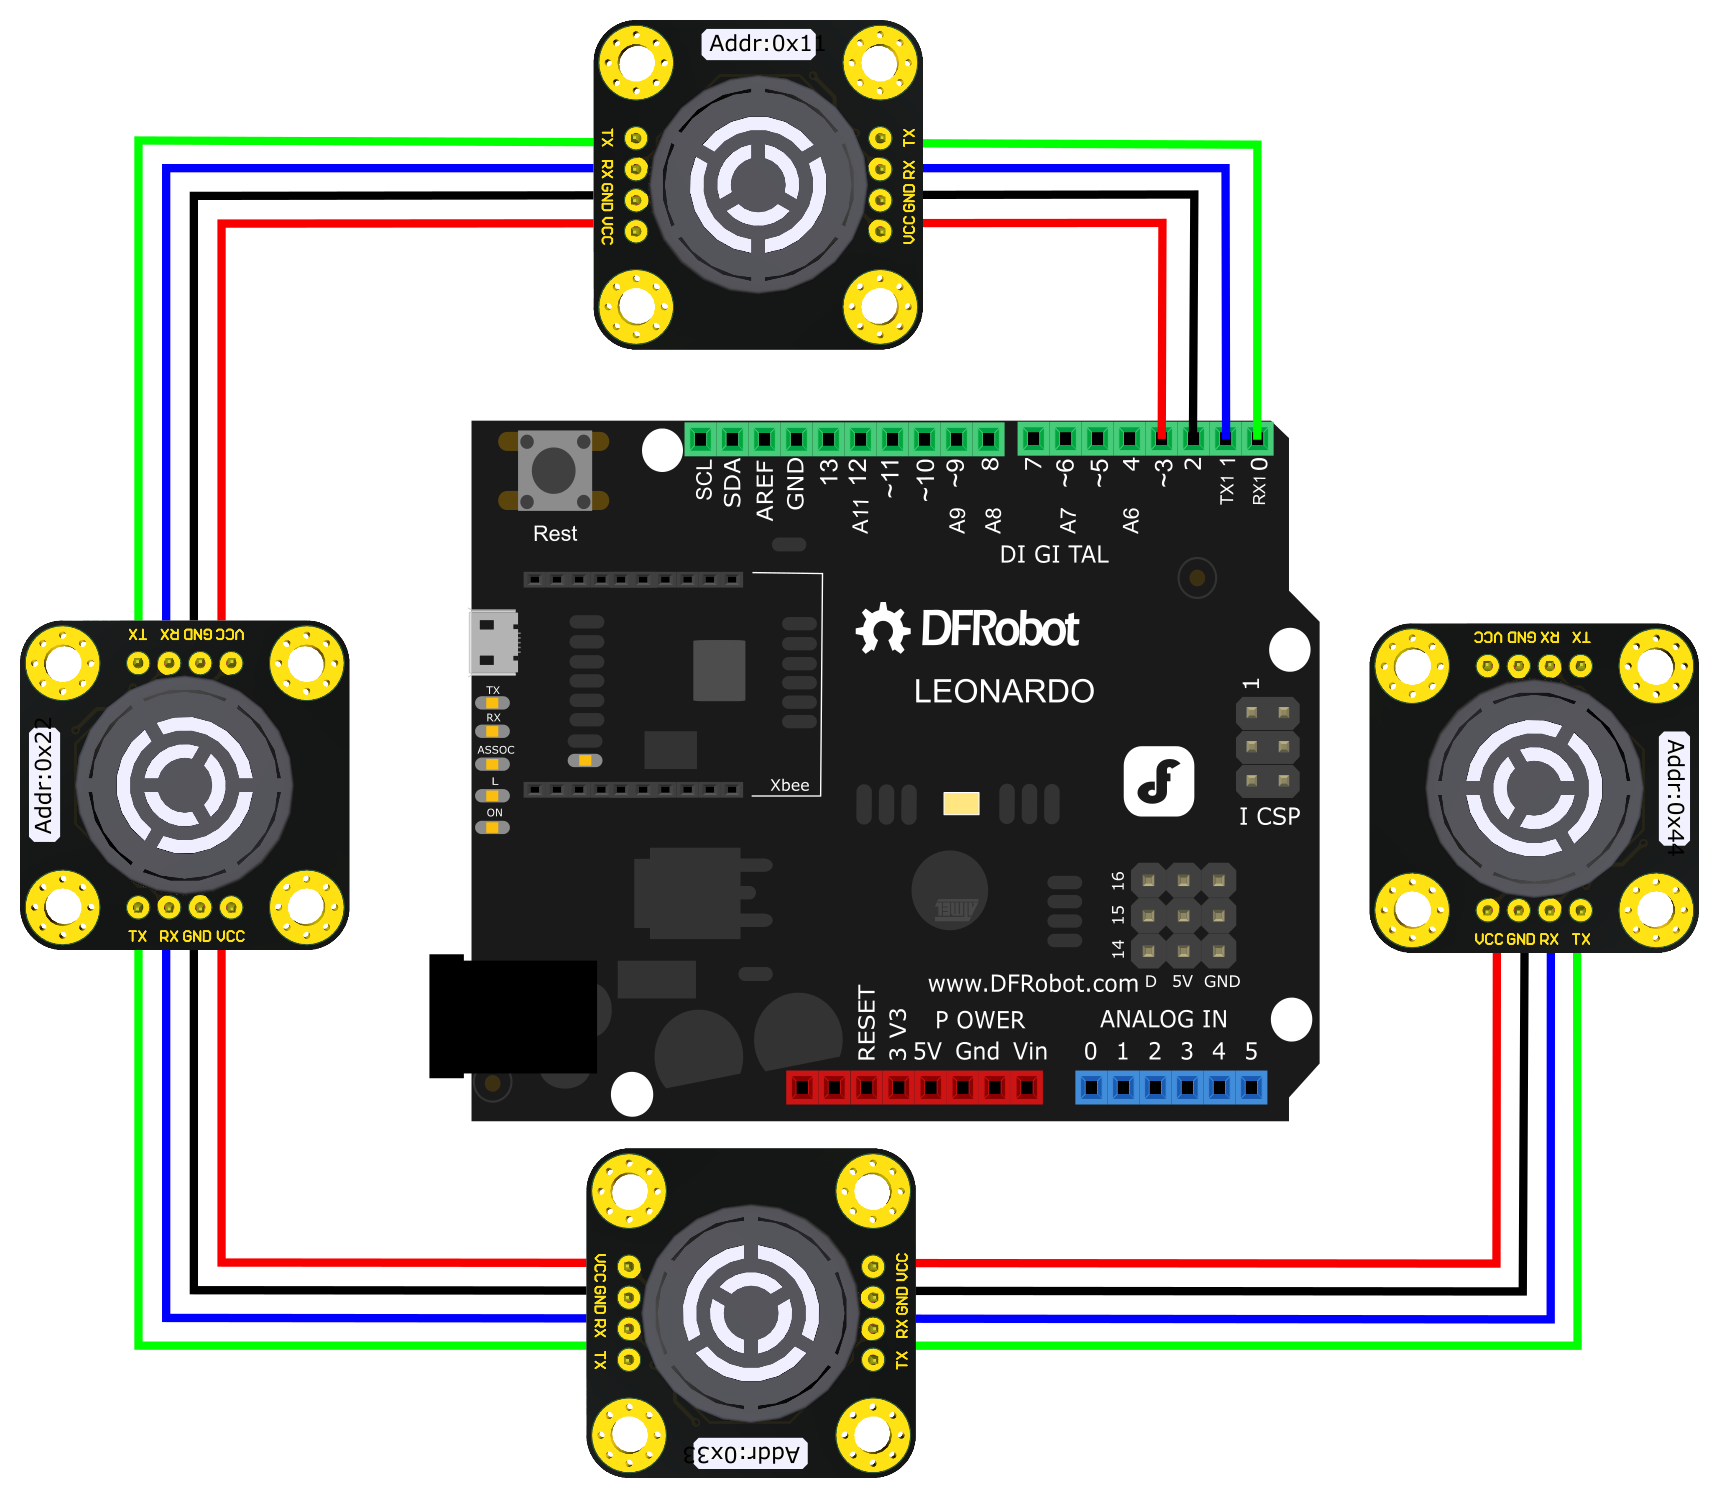 Addr:0x11
TX
RX
GND
VCC
TX
RX
GND
VCC
SCL
SDA
AREF
GND
13
12
~11
~10
~9
8
7
~6
~5
4
~3
2
TX1 1
RX1 0
A11
A9
A8
A7
A6
DI GI TAL
Rest
DFRobot
LEONARDO
1
I CSP
TX
RX
ASSOC
L
ON
Xbee
ATMEL
16
15
14
D 5V GND
www.DFRobot.com
RESET
3 V3
P OWER
5V Gnd Vin
ANALOG IN
0 1 2 3 4 5
TX RX GND VCC
Addr:0x22
TX RX GND VCC
VCC GND RX TX
Addr:0x44
VCC GND RX TX
VCC
GND
RX
TX
VCC
GND
RX
TX
Addr:0x33